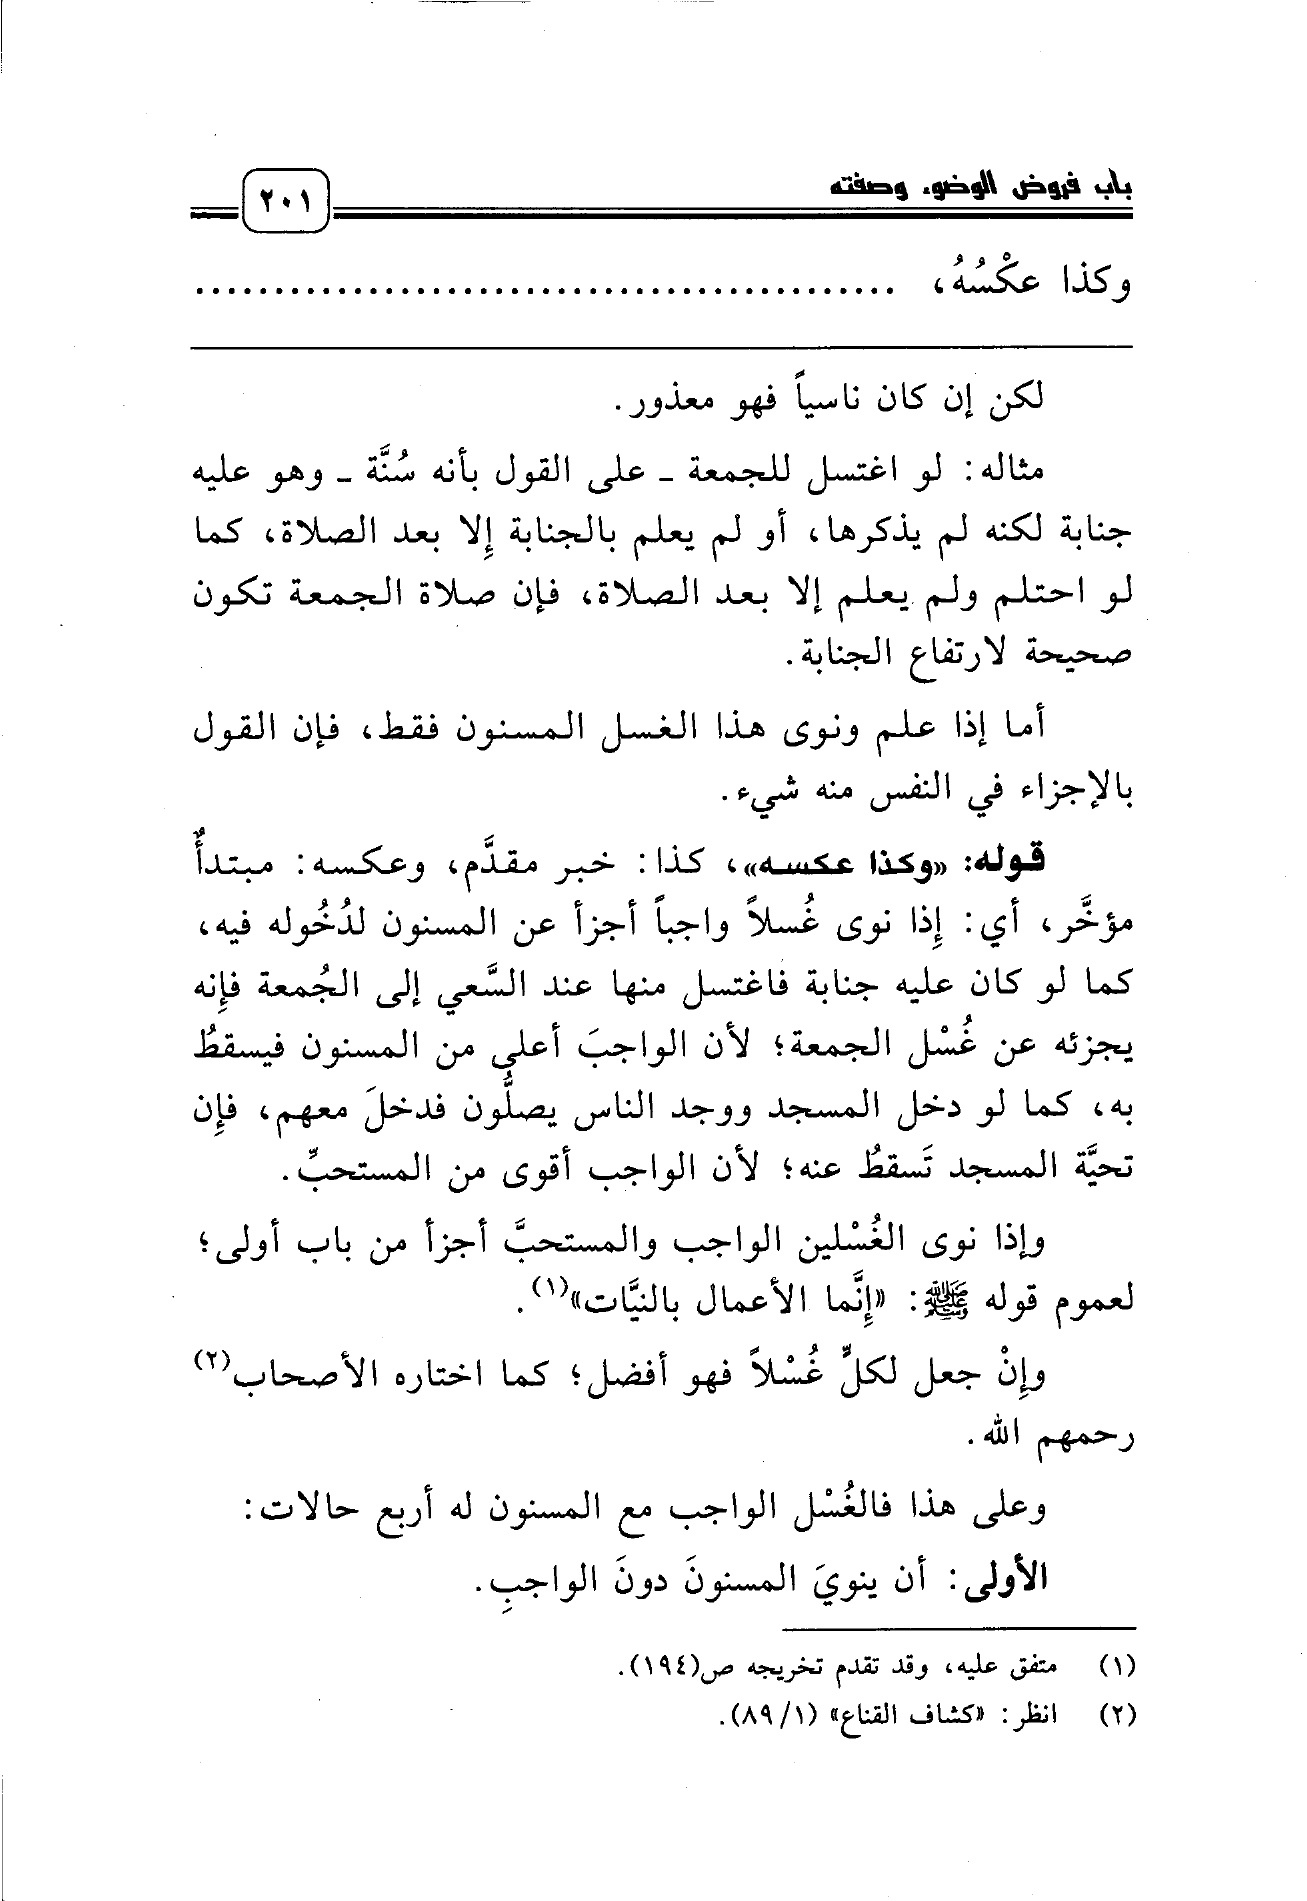 باب فروض الوضوء وصفته
٢٠١
وكذا عكْسُهُ، .............................................
لكن إن كان ناسياً فهو معذور.
مثاله: لو اغتسل للجمعة ـ على القول بأنه سُنَّة ـ وهو عليه
جنابة لكنه لم يذكرها، أو لم يعلم بالجنابة إِلا بعد الصلاة، كما
لو احتلم ولم يعلم إلا بعد الصلاة، فإن صلاة الجمعة تكون
صحيحة لارتفاع الجنابة.
أما إذا علم ونوى هذا الغسل المسنون فقط، فإن القول
بالإجزاء في النفس منه شيء.
قوله: «وكذا عكسه»، كذا: خبر مقدَّم، وعكسه: مبتدأٌ
مؤخَّر، أي: إِذا نوى غُسلاً واجباً أجزأ عن المسنون لدُخُوله فيه،
كما لو كان عليه جنابة فاغتسل منها عند السَّعي إلى الجُمعة فإِنه
يجزئه عن غُسْل الجمعة؛ لأن الواجبَ أعلى من المسنون فيسقطُ
به، كما لو دخل المسجد ووجد الناس يصلُّون فدخلَ معهم، فإِن
تحيَّة المسجد تَسقطُ عنه؛ لأن الواجب أقوى من المستحبِّ.
وإذا نوى الغُسْلين الواجب والمستحبَّ أجزأ من باب أولى؛
لعموم قوله ﷺ: «إِنَّما الأعمال بالنيَّات»(١).
وإِنْ جعل لكلٍّ غُسْلاً فهو أفضل؛ كما اختاره الأصحاب(٢)
رحمهم الله.
وعلى هذا فالغُسْل الواجب مع المسنون له أربع حالات:
الأولى: أن ينويَ المسنونَ دونَ الواجبِ.
(١) متفق عليه، وقد تقدم تخريجه ص(١٩٤).
(٢) انظر: «كشاف القناع» (١/ ٨٩).